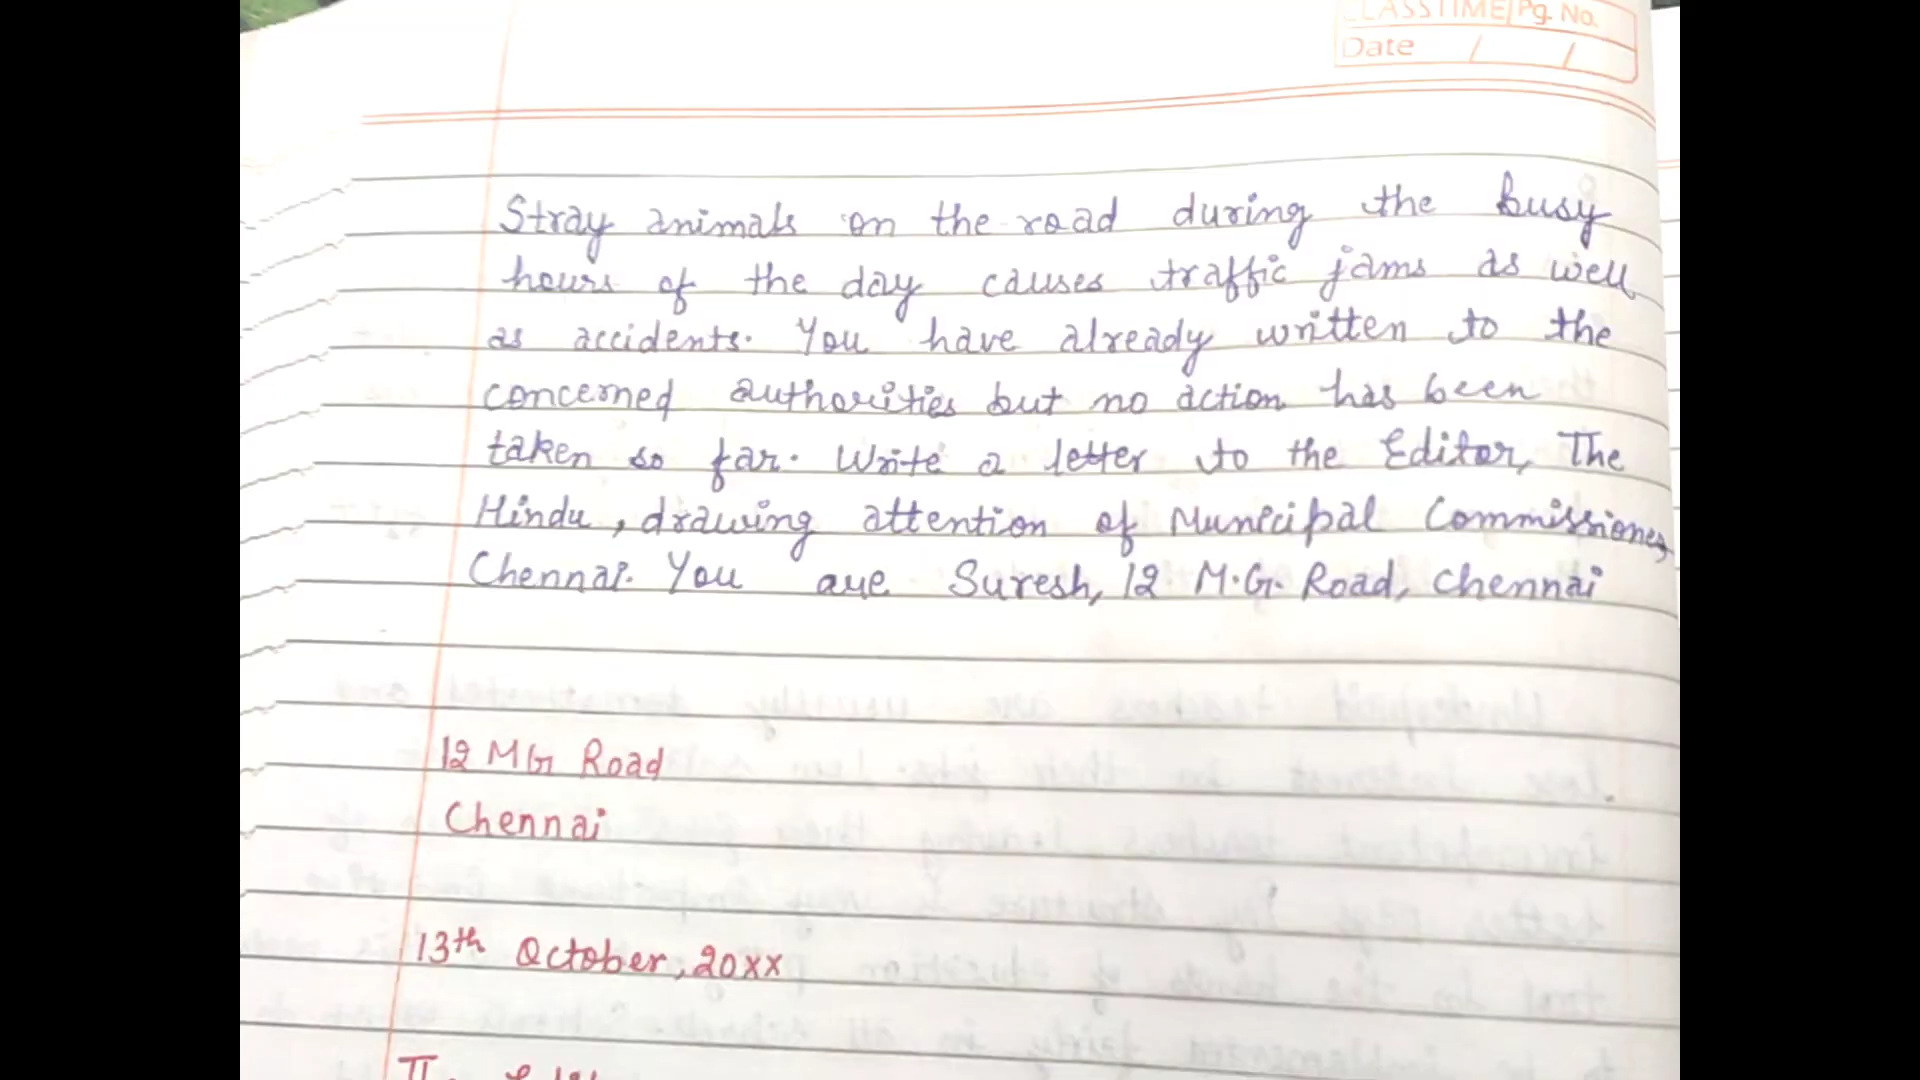 CLASSTIME Pg. No.
Date / /
Stray animals on the road during the busy
hours of the day causes traffic jams as well
as accidents. You have already written to the
concerned authorities but no action has been
taken so far. Write a letter to the Editor, The
Hindu, drawing attention of Municipal Commissioner,
Chennai. You are Suresh, 12 M.G. Road, Chennai
12 MG Road
Chennai
13th October, 20xx